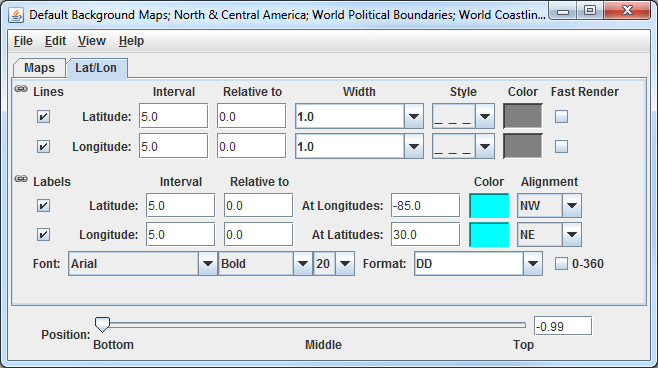 Default Background Maps; North & Central America; World Political Boundaries; World Coastlin...
File Edit View Help
Maps Lat/Lon
Lines Interval Relative to Width Style Color Fast Render
Latitude: 5.0 0.0 1.0 _ _ _
Longitude: 5.0 0.0 1.0 _ _ _
Labels Interval Relative to Color Alignment
Latitude: 5.0 0.0 At Longitudes: -85.0 NW
Longitude: 5.0 0.0 At Latitudes: 30.0 NE
Font: Arial Bold 20 Format: DD 0-360
Position: -0.99
Bottom Middle Top